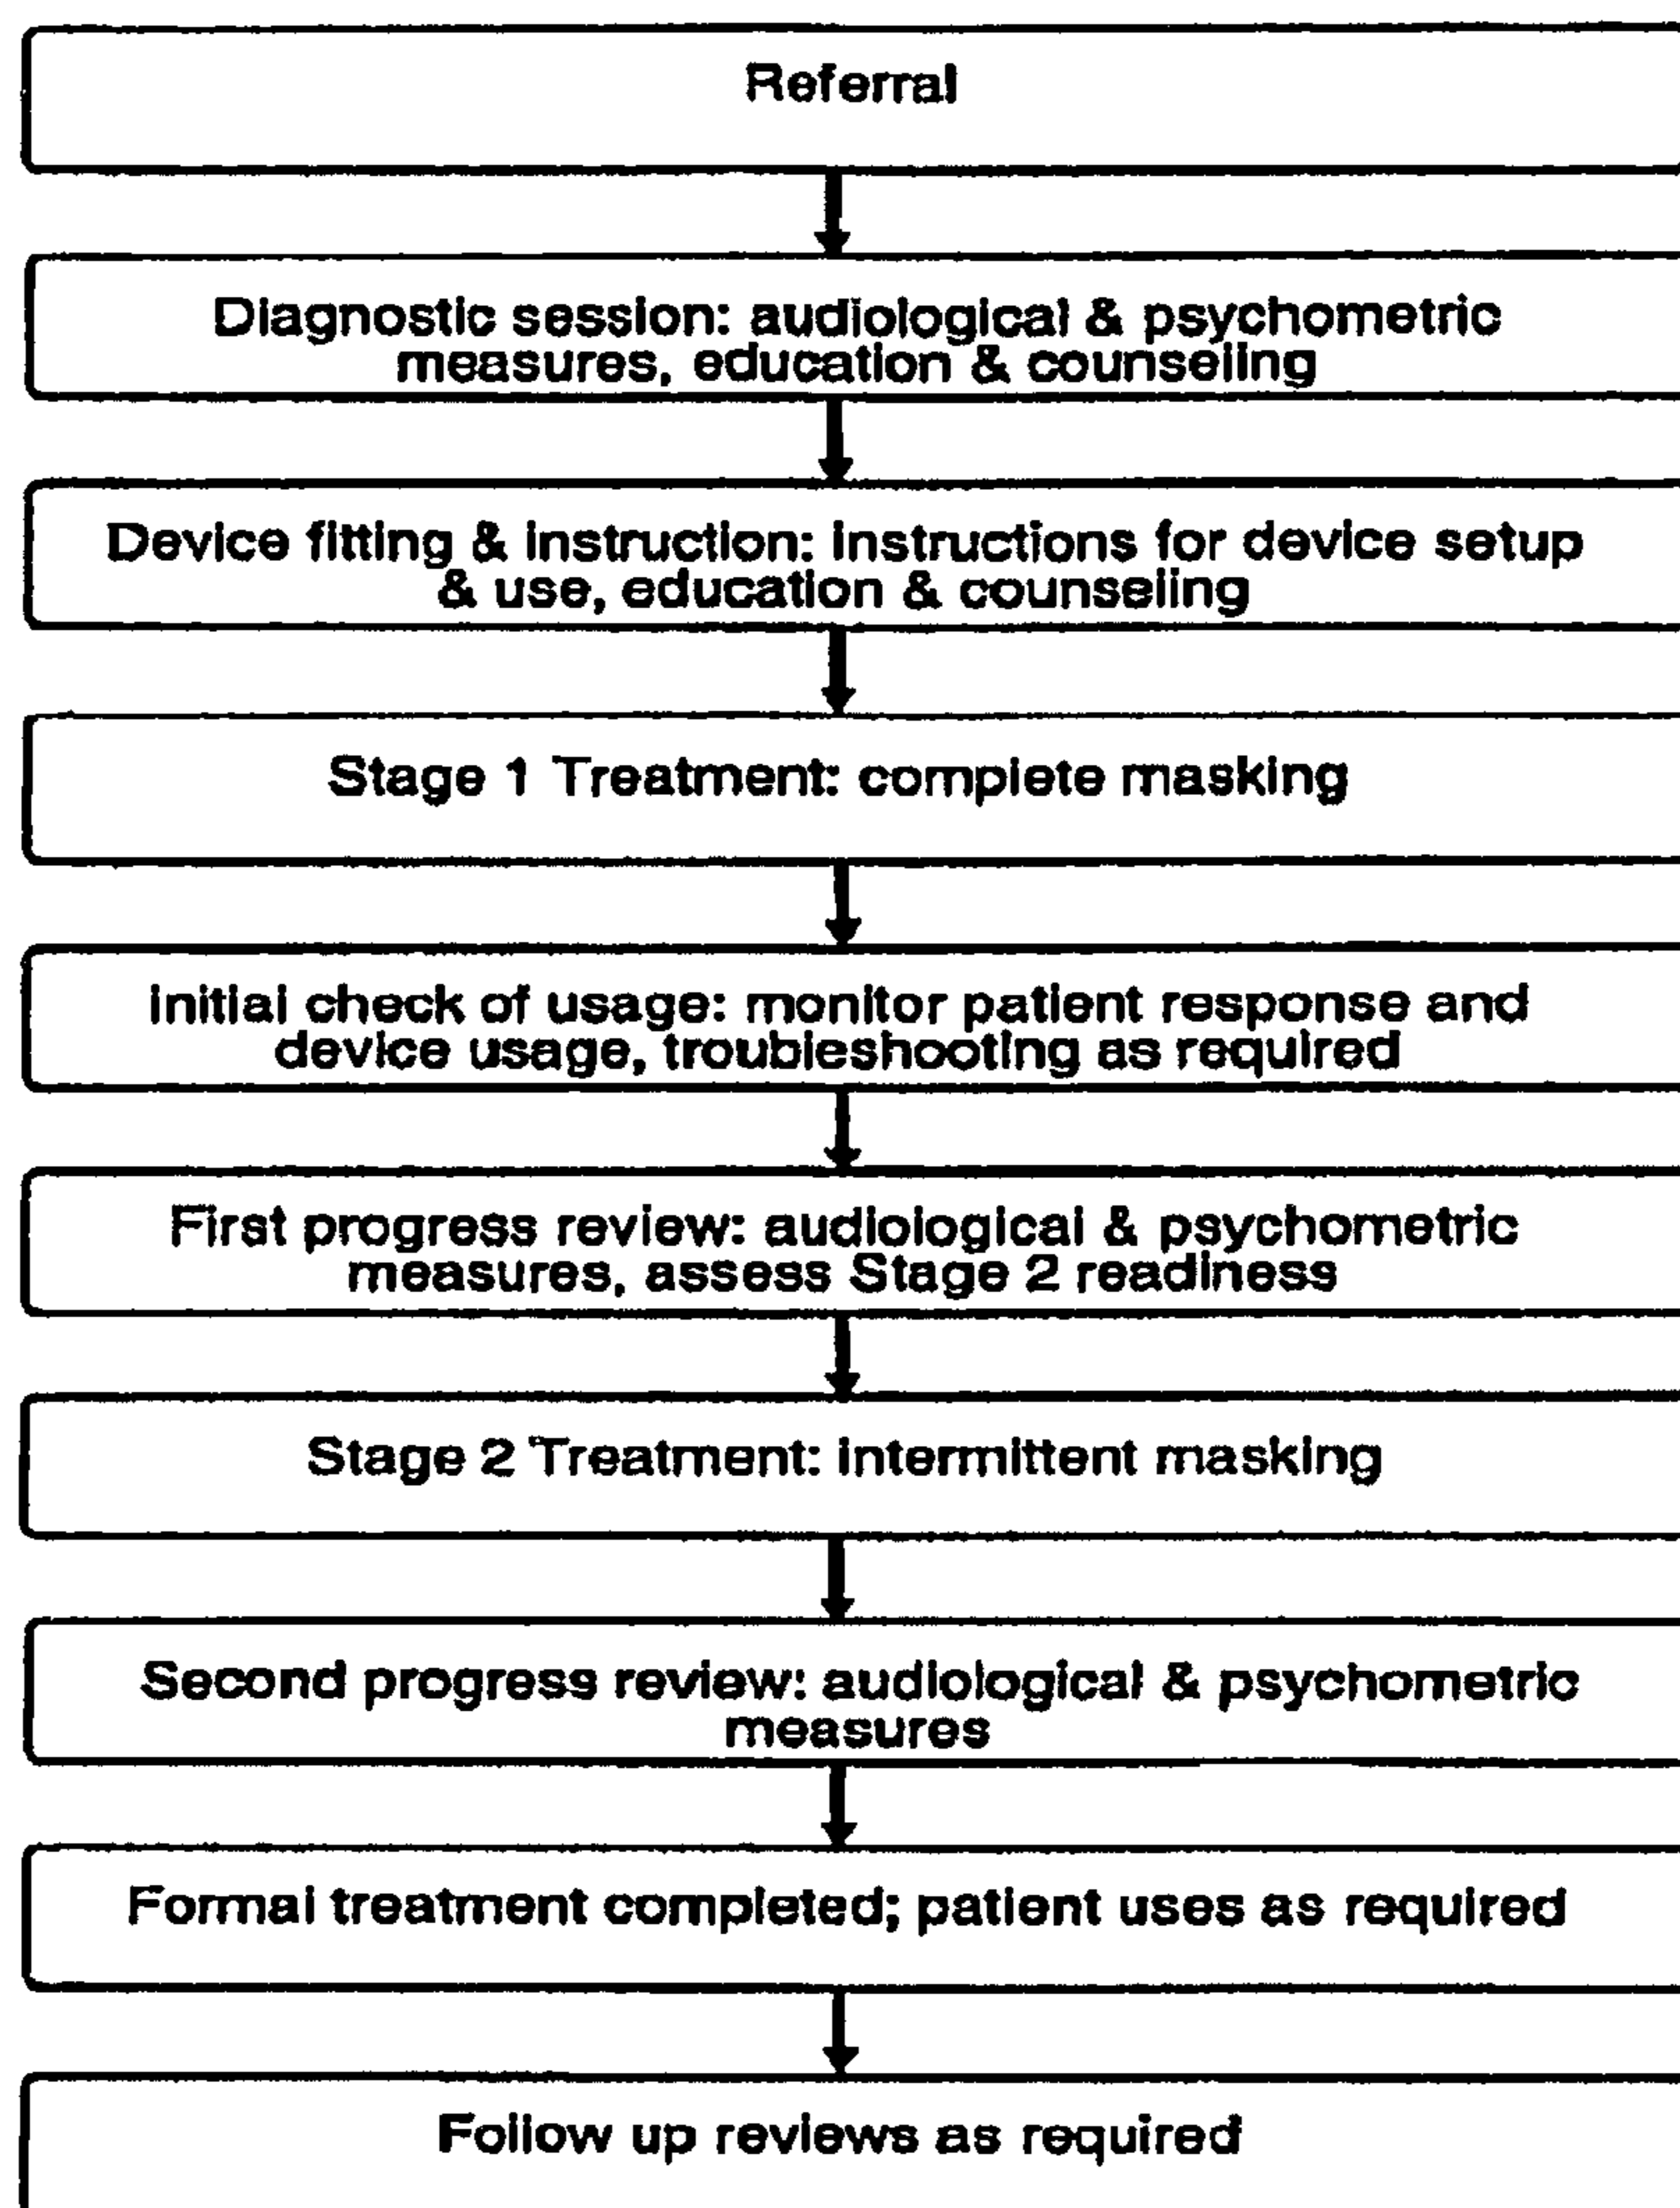 Referral
Diagnostic session: audiological & psychometric
measures, education & counseling
Device fitting & instruction: instructions for device setup
& use, education & counseling
Stage 1 Treatment: complete masking
Initial check of usage: monitor patient response and
device usage, troubleshooting as required
First progress review: audiological & psychometric
measures, assess Stage 2 readiness
Stage 2 Treatment: intermittent masking
Second progress review: audiological & psychometric
measures
Formal treatment completed; patient uses as required
Follow up reviews as required